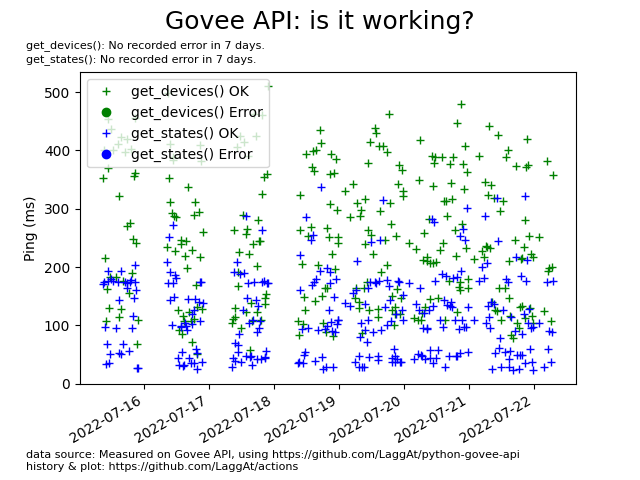 Govee API: is it working?
get_devices(): No recorded error in 7 days.
get_states(): No recorded error in 7 days.
get_devices() OK
get_devices() Error
get_states() OK
get_states() Error
Ping (ms)
500
400
300
200
100
0
2022-07-16
2022-07-17
2022-07-18
2022-07-19
2022-07-20
2022-07-21
2022-07-22
data source: Measured on Govee API, using https://github.com/LaggAt/python-govee-api
history & plot: https://github.com/LaggAt/actions